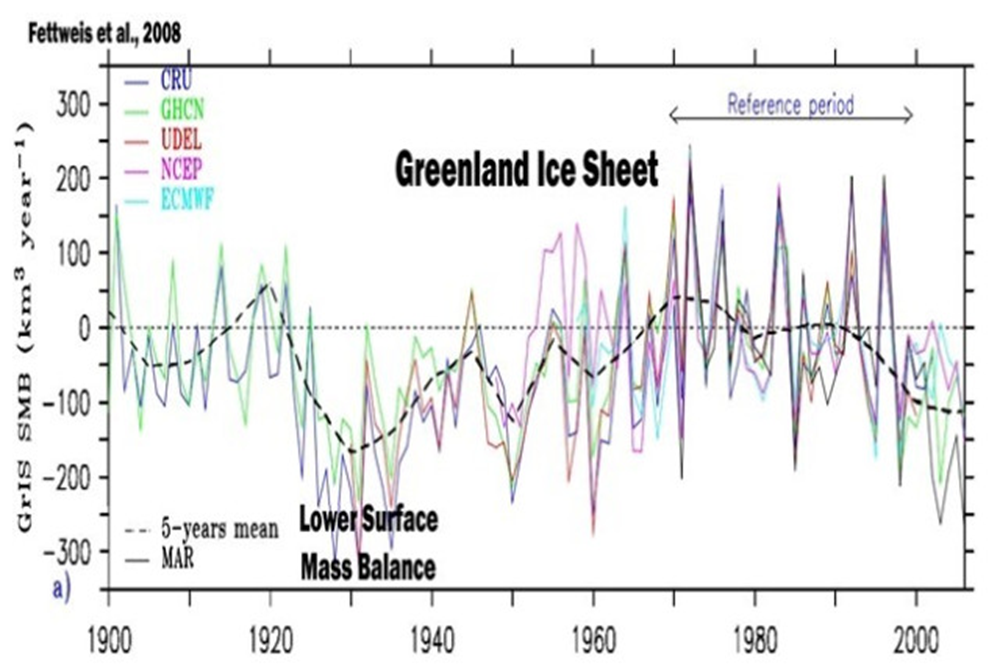 Fettweis et al., 2008
CRU
GHCN
UDEL
NCEP
ECMWF
Reference period
Greenland Ice Sheet
GrIS SMB (km³ year⁻¹)
300
200
100
0
−100
−200
−300
5−years mean
MAR
Lower Surface
Mass Balance
a)
1900 1920 1940 1960 1980 2000